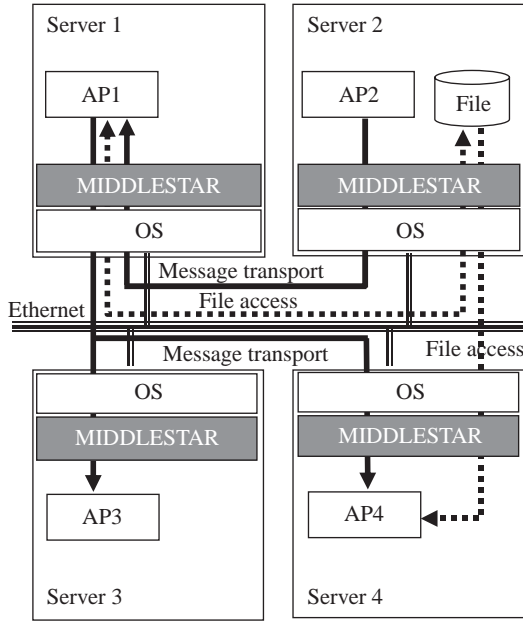 Server 1
Server 2
AP1
AP2
File
MIDDLESTAR
MIDDLESTAR
OS
OS
Message transport
File access
Ethernet
Message transport
File access
OS
OS
MIDDLESTAR
MIDDLESTAR
AP3
AP4
Server 3
Server 4